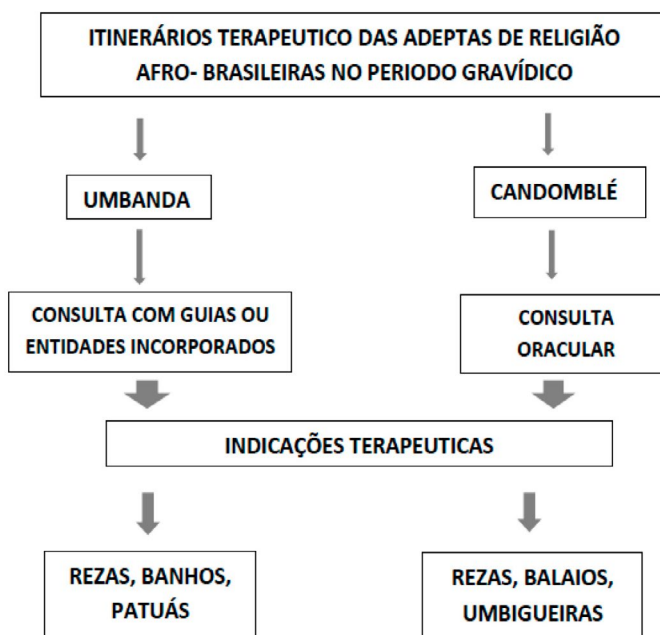 ITINERÁRIOS TERAPEUTICO DAS ADEPTAS DE RELIGIÃO
AFRO- BRASILEIRAS NO PERIODO GRAVÍDICO
UMBANDA
CANDOMBLÉ
CONSULTA COM GUIAS OU
ENTIDADES INCORPORADOS
CONSULTA
ORACULAR
INDICAÇÕES TERAPEUTICAS
REZAS, BANHOS,
PATUÁS
REZAS, BALAIOS,
UMBIGUEIRAS